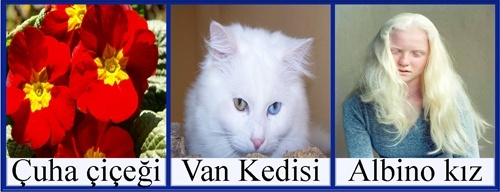 Çuha çiçeği
Van Kedisi
Albino kız